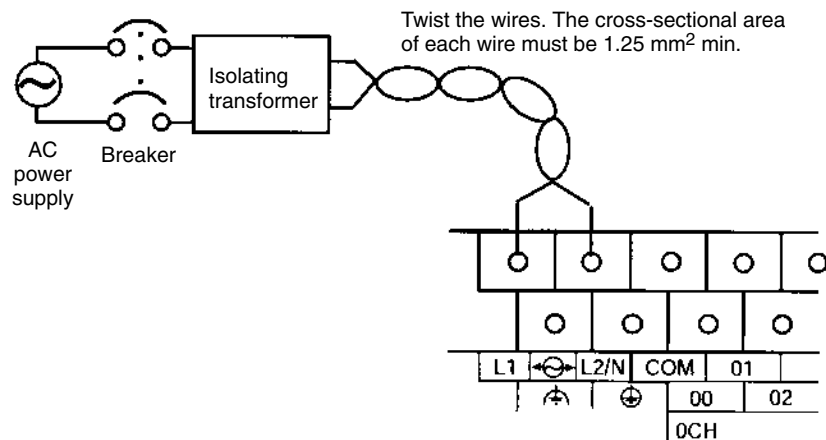 Twist the wires. The cross-sectional area
of each wire must be 1.25 mm² min.
Isolating
transformer
AC
power
supply
Breaker
L1 L2/N COM 01
00 02
0CH